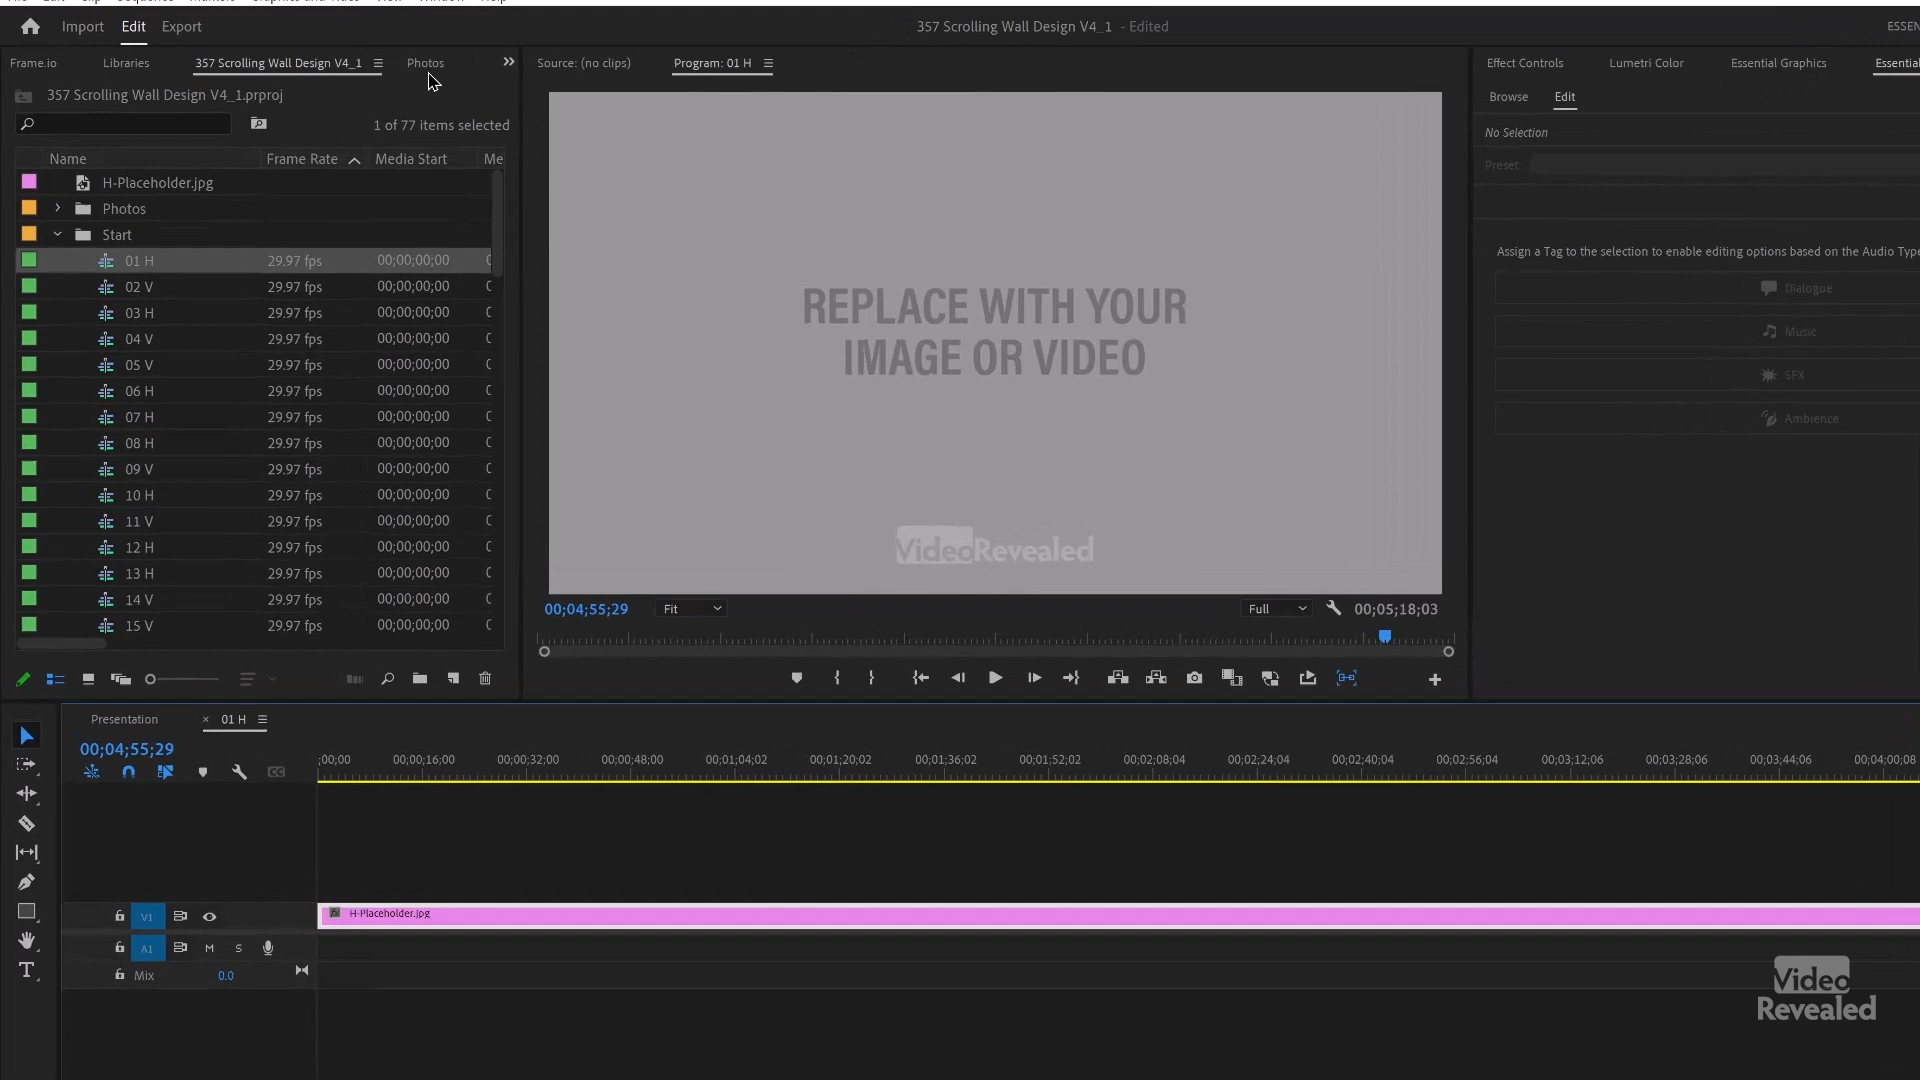 Import Edit Export
357 Scrolling Wall Design V4_1 - Edited
ESSEN
Frame.io Libraries 357 Scrolling Wall Design V4_1 Photos
357 Scrolling Wall Design V4_1.prproj
1 of 77 items selected
Name Frame Rate Media Start Me
H-Placeholder.jpg
Photos
Start
01 H 29.97 fps 00;00;00;00
02 V 29.97 fps 00;00;00;00
03 H 29.97 fps 00;00;00;00
04 V 29.97 fps 00;00;00;00
05 V 29.97 fps 00;00;00;00
06 H 29.97 fps 00;00;00;00
07 H 29.97 fps 00;00;00;00
08 H 29.97 fps 00;00;00;00
09 V 29.97 fps 00;00;00;00
10 H 29.97 fps 00;00;00;00
11 V 29.97 fps 00;00;00;00
12 H 29.97 fps 00;00;00;00
13 H 29.97 fps 00;00;00;00
14 V 29.97 fps 00;00;00;00
15 V 29.97 fps 00;00;00;00
Source: (no clips) Program: 01 H
REPLACE WITH YOUR
IMAGE OR VIDEO
VideoRevealed
00;04;55;29 Fit Full 00;05;18;03
Effect Controls Lumetri Color Essential Graphics Essential
Browse Edit
No Selection
Preset:
Assign a Tag to the selection to enable editing options based on the Audio Type
Dialogue
Music
SFX
Ambience
Presentation × 01 H
00;04;55;29
;00;00 00;00;16;00 00;00;32;00 00;00;48;00 00;01;04;02 00;01;20;02 00;01;36;02 00;01;52;02 00;02;08;04 00;02;24;04 00;02;40;04 00;02;56;04 00;03;12;06 00;03;28;06 00;03;44;06 00;04;00;08
CC
V1 H-Placeholder.jpg
A1 M S
Mix 0.0
T
Video
Revealed